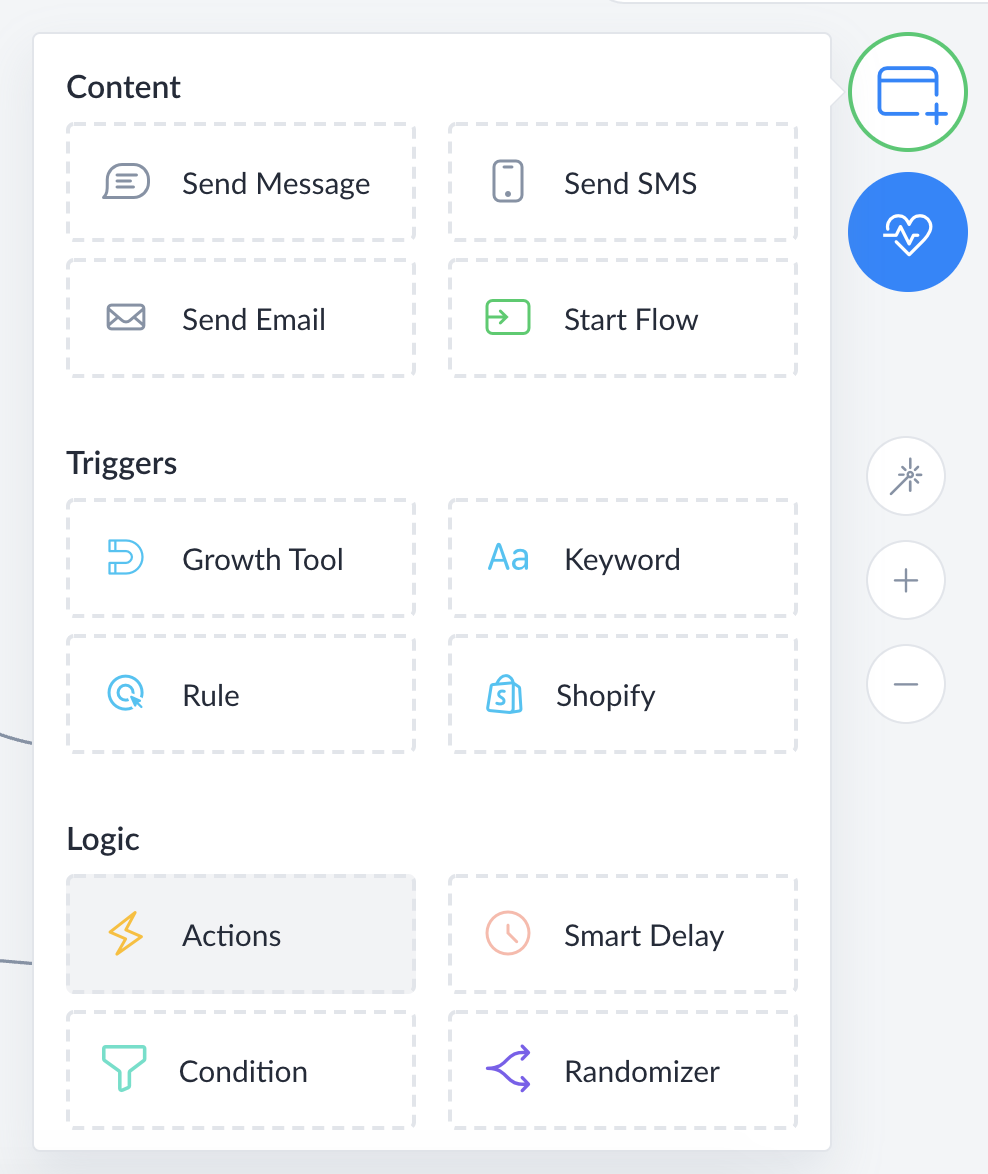 Content
Send Message
Send SMS
Send Email
Start Flow
Triggers
Growth Tool
Aa Keyword
Rule
Shopify
Logic
Actions
Smart Delay
Condition
Randomizer